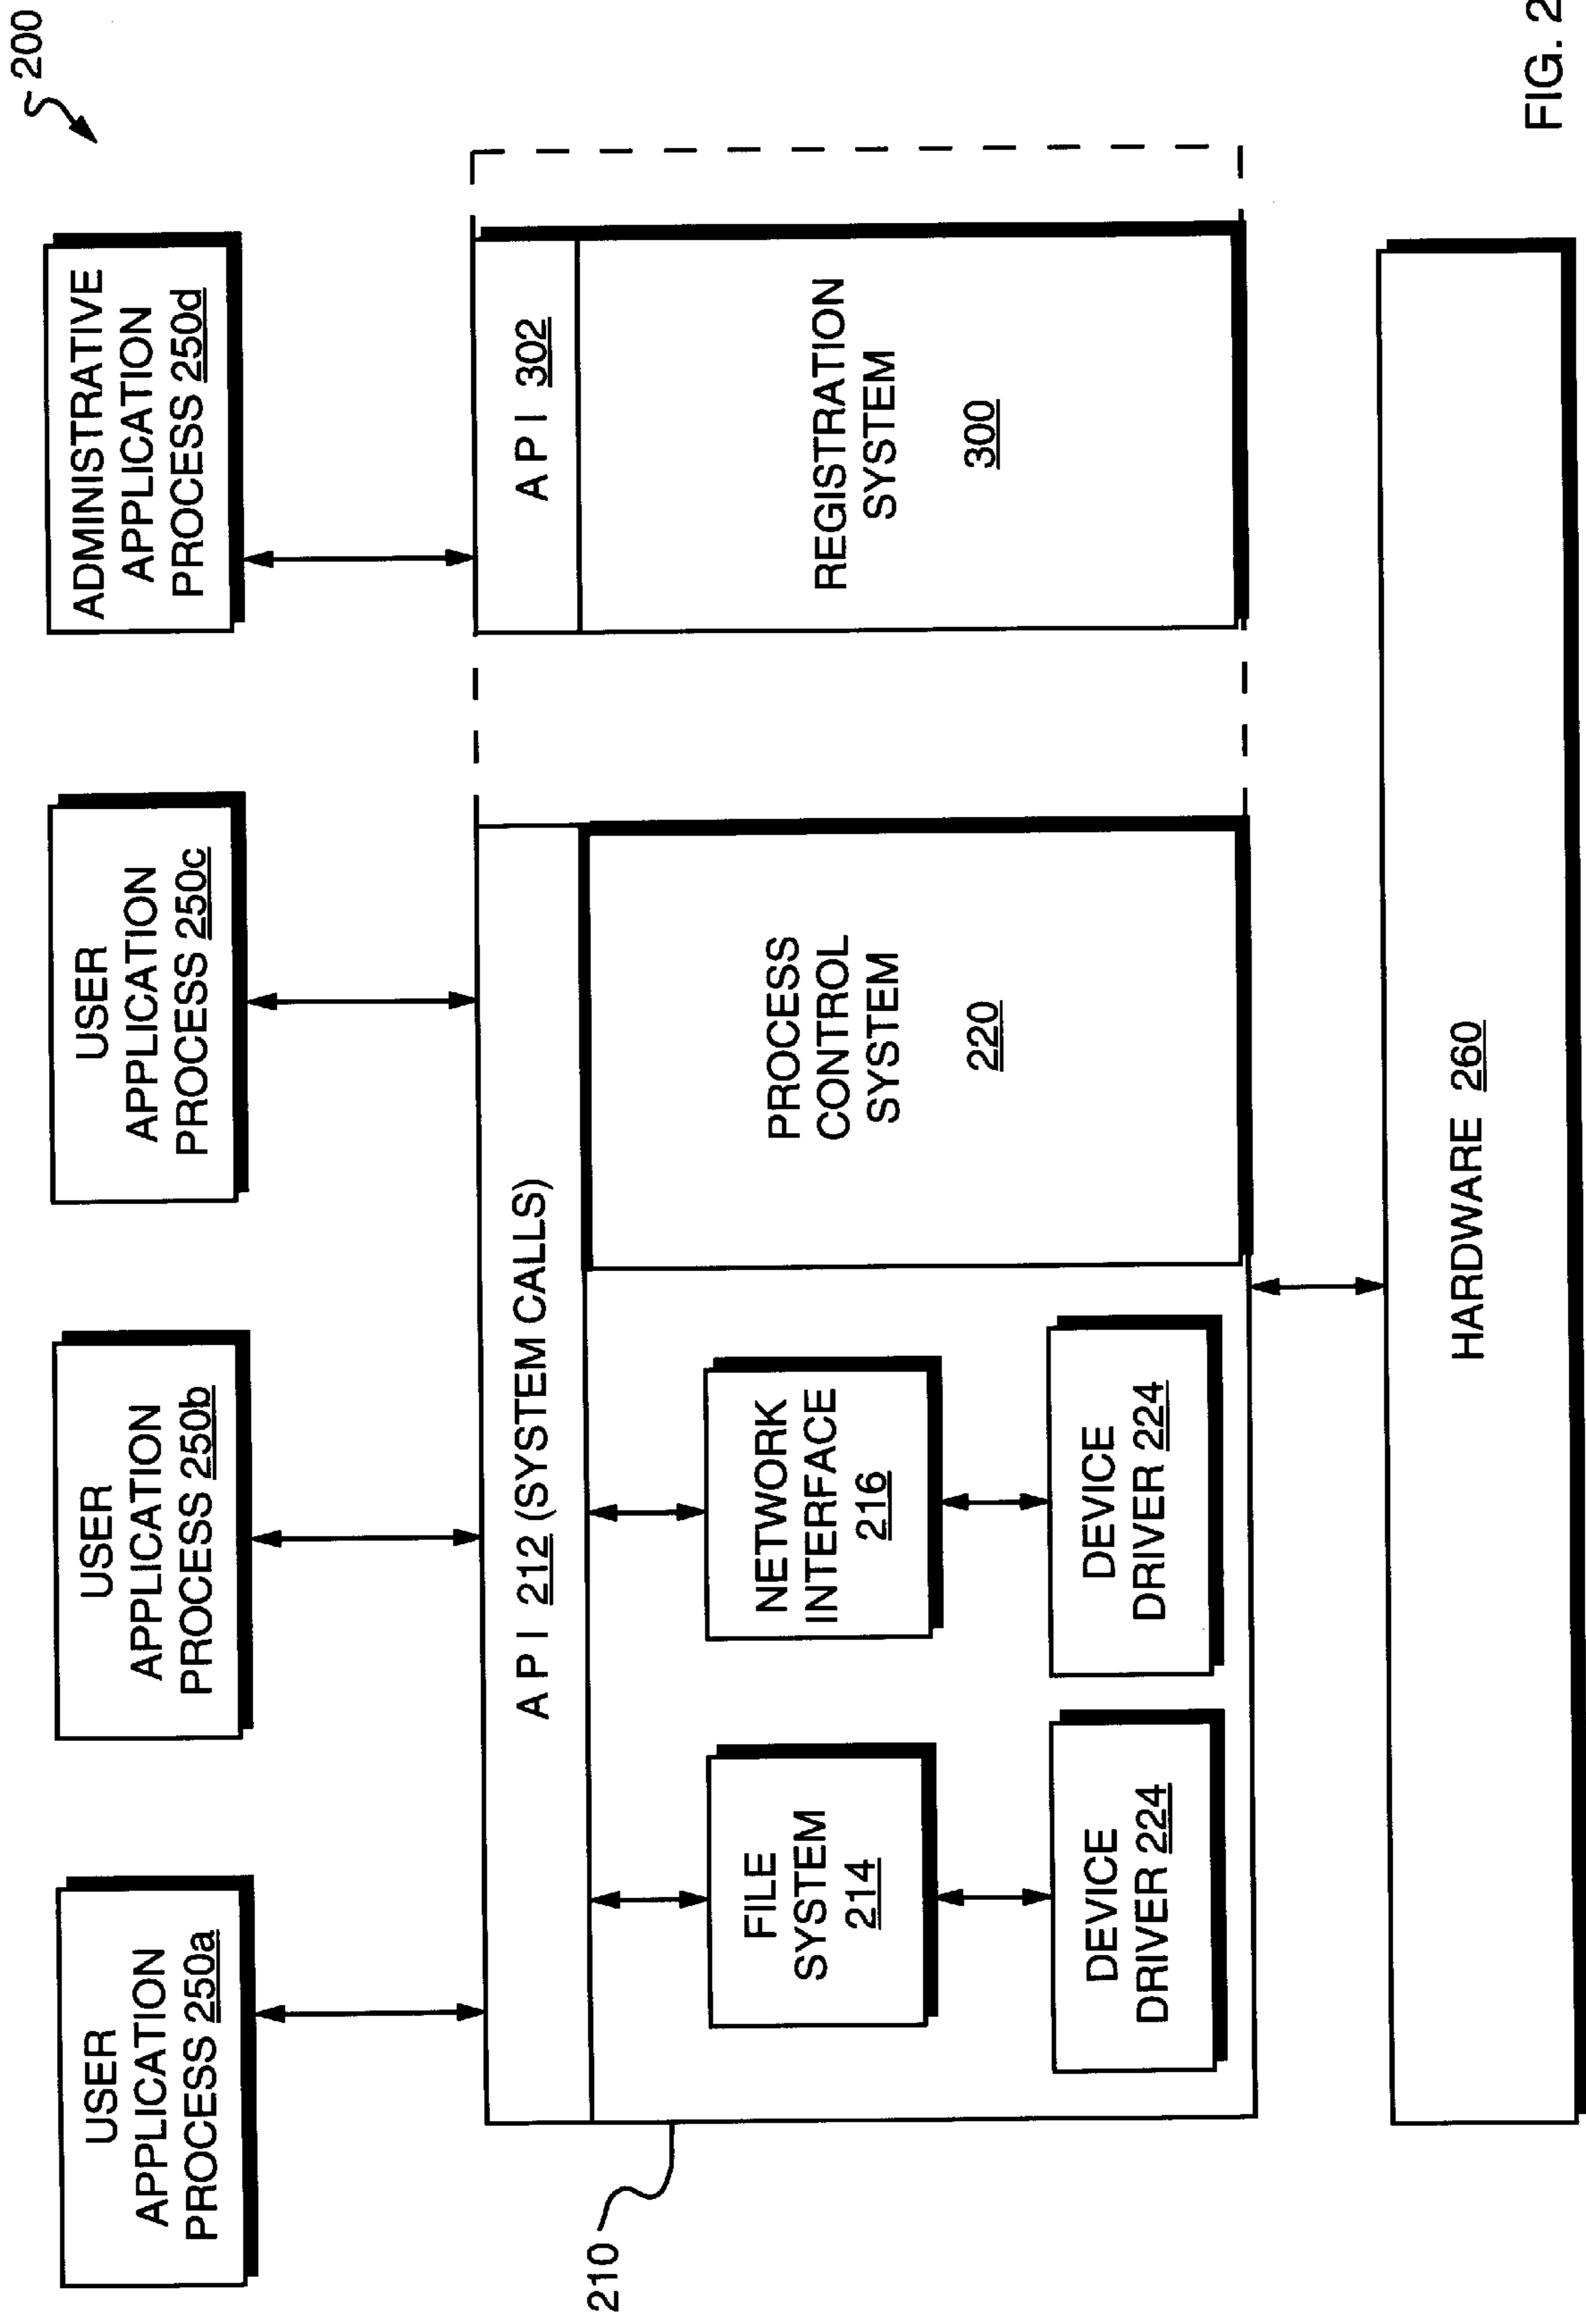 200
USER
APPLICATION
PROCESS 250a
USER
APPLICATION
PROCESS 250b
USER
APPLICATION
PROCESS 250c
ADMINISTRATIVE
APPLICATION
PROCESS 250d
API 212 (SYSTEM CALLS)
API 302
210
FILE
SYSTEM
214
NETWORK
INTERFACE
216
PROCESS
CONTROL
SYSTEM
220
REGISTRATION
SYSTEM
300
DEVICE
DRIVER 224
DEVICE
DRIVER 224
HARDWARE 260
FIG. 2